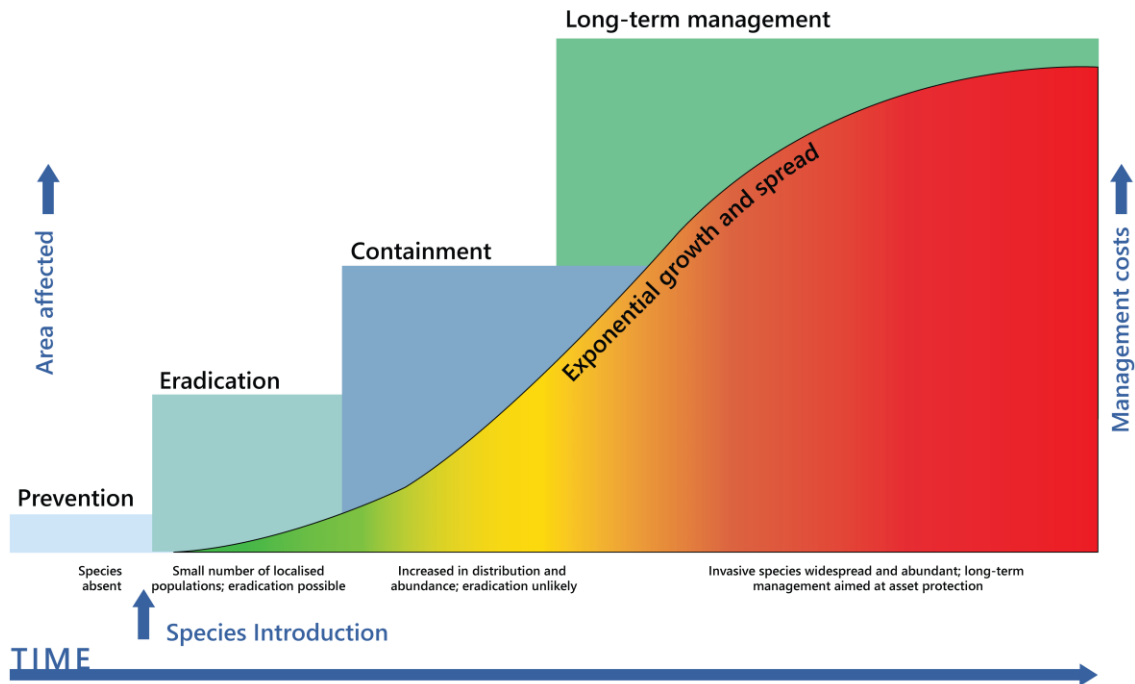 Long-term management
Containment
Eradication
Prevention
Area affected
Exponential growth and spread
Management costs
Species
absent
Small number of localised
populations; eradication possible
Increased in distribution and
abundance; eradication unlikely
Invasive species widespread and abundant; long-term
management aimed at asset protection
Species Introduction
TIME